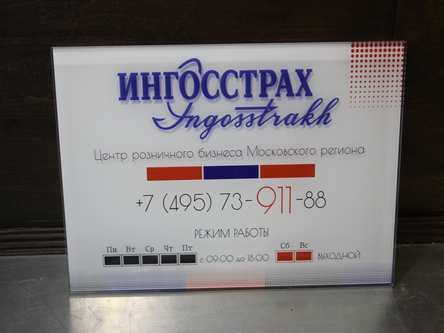 ИНГОССТРАХ
Ingosstrakh
Центр розничного бизнеса Московского региона
+7 (495) 73-911-88
РЕЖИМ РАБОТЫ
Пн Вт Ср Чт Пт Сб Вс
с 09:00 до 18:00 ВЫХОДНОЙ